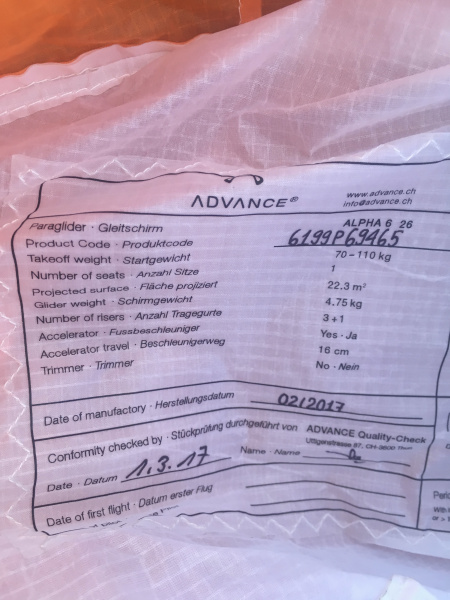 ADVANCE®
www.advance.ch
info@advance.ch
Paraglider · Gleitschirm ALPHA 6 26
Product Code · Produktcode 6199P69465
Takeoff weight · Startgewicht 70–110 kg
Number of seats · Anzahl Sitze 1
Projected surface · Fläche projiziert 22,3 m²
Glider weight · Schirmgewicht 4.75 kg
Number of risers · Anzahl Tragegurte 3+1
Accelerator · Fussbeschleuniger Yes · Ja
Accelerator travel · Beschleunigerweg 16 cm
Trimmer · Trimmer No · Nein
Date of manufactory · Herstellungsdatum 02/2017
Conformity checked by · Stückprüfung durchgeführt von ADVANCE Quality-Check
Date · Datum 1.3.17 Name · Name
Date of first flight · Datum erster Flug